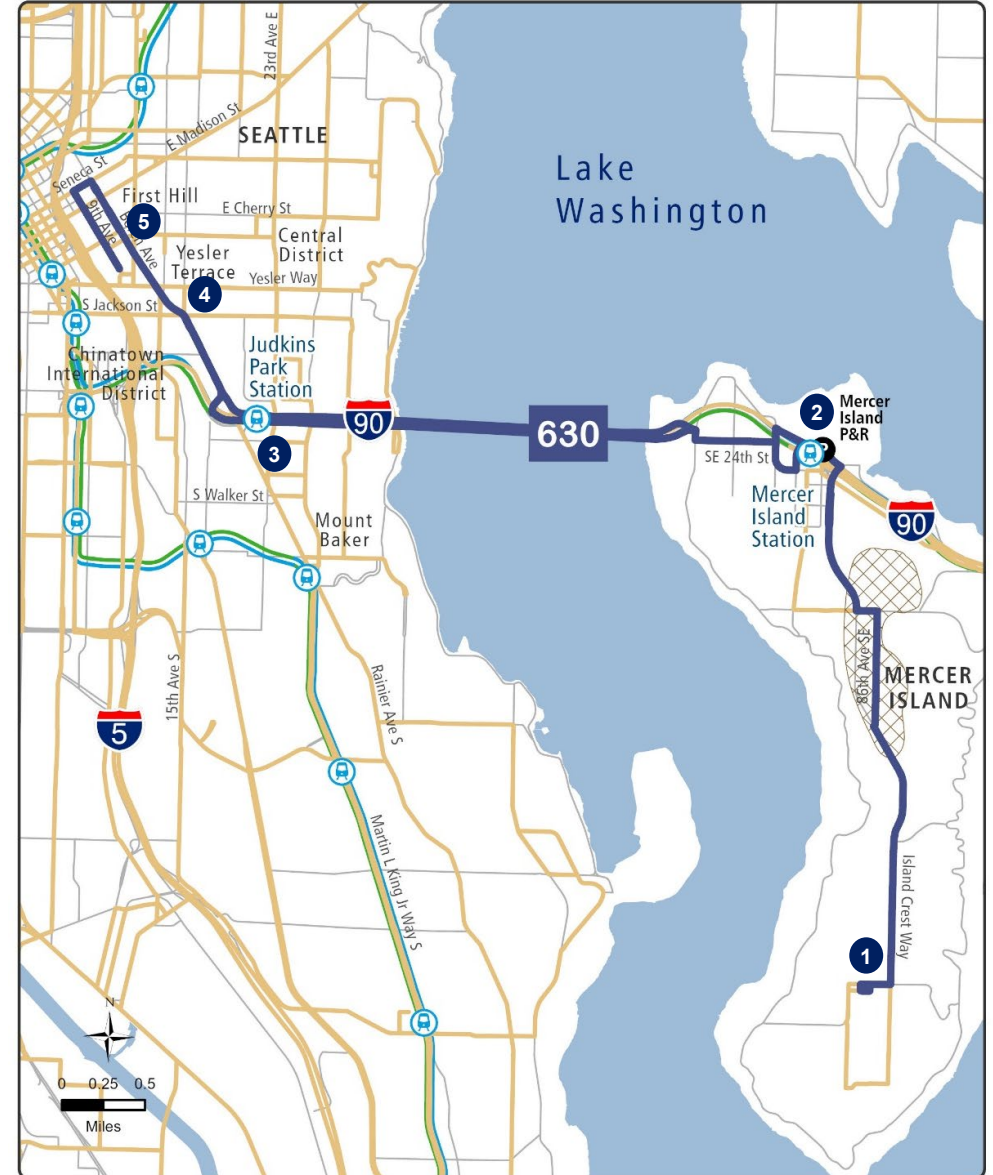 23rd Ave E
E Madison St
SEATTLE
Seneca St
Lake
Washington
First Hill
9th Ave
5
Ave
E Cherry St
Central
District
Yesler
Terrace
Yesler Way
4
S Jackson St
Judkins
Park
Station
Chinatown
International
District
90
630
2
Mercer
Island
P&R
3
SE 24th St
S Walker St
Mercer
Island
Station
90
Mount
Baker
86th Ave SE
MERCER
ISLAND
15th Ave S
Rainier Ave S
5
Martin L King Jr Way S
Island Crest Way
1
N
0 0.25 0.5
Miles